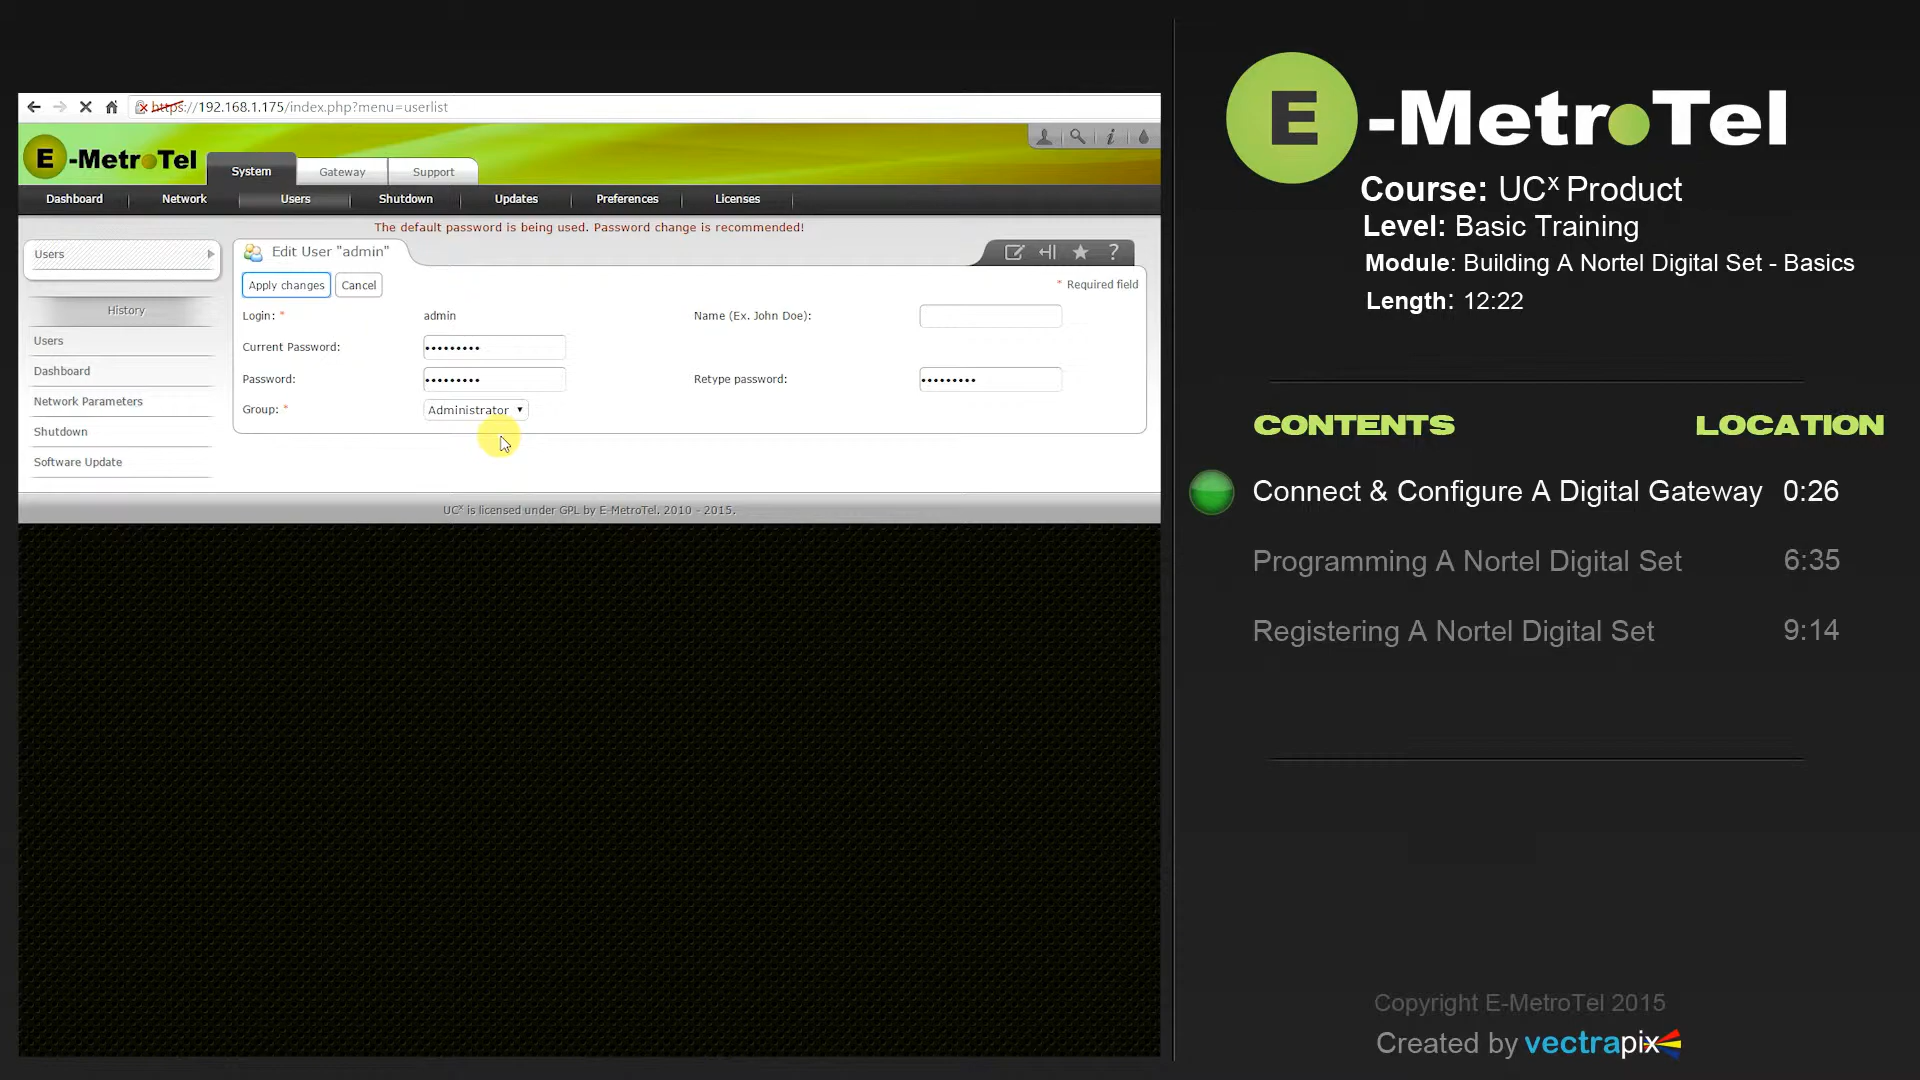 https://192.168.1.175/index.php?menu=userlist
E-MetroTel
System Gateway Support
Dashboard Network Users Shutdown Updates Preferences Licenses
The default password is being used. Password change is recommended!
Users
Edit User "admin"
Apply changes Cancel
* Required field
Login: * admin Name (Ex. John Doe):
Current Password: •••••••••
Password: ••••••••• Retype password: •••••••••
Group: * Administrator
History
Users
Dashboard
Network Parameters
Shutdown
Software Update
UCx is licensed under GPL by E-MetroTel. 2010 - 2015.
E-MetroTel
Course: UCx Product
Level: Basic Training
Module: Building A Nortel Digital Set - Basics
Length: 12:22
CONTENTS LOCATION
Connect & Configure A Digital Gateway 0:26
Programming A Nortel Digital Set 6:35
Registering A Nortel Digital Set 9:14
Copyright E-MetroTel 2015
Created by vectrapix